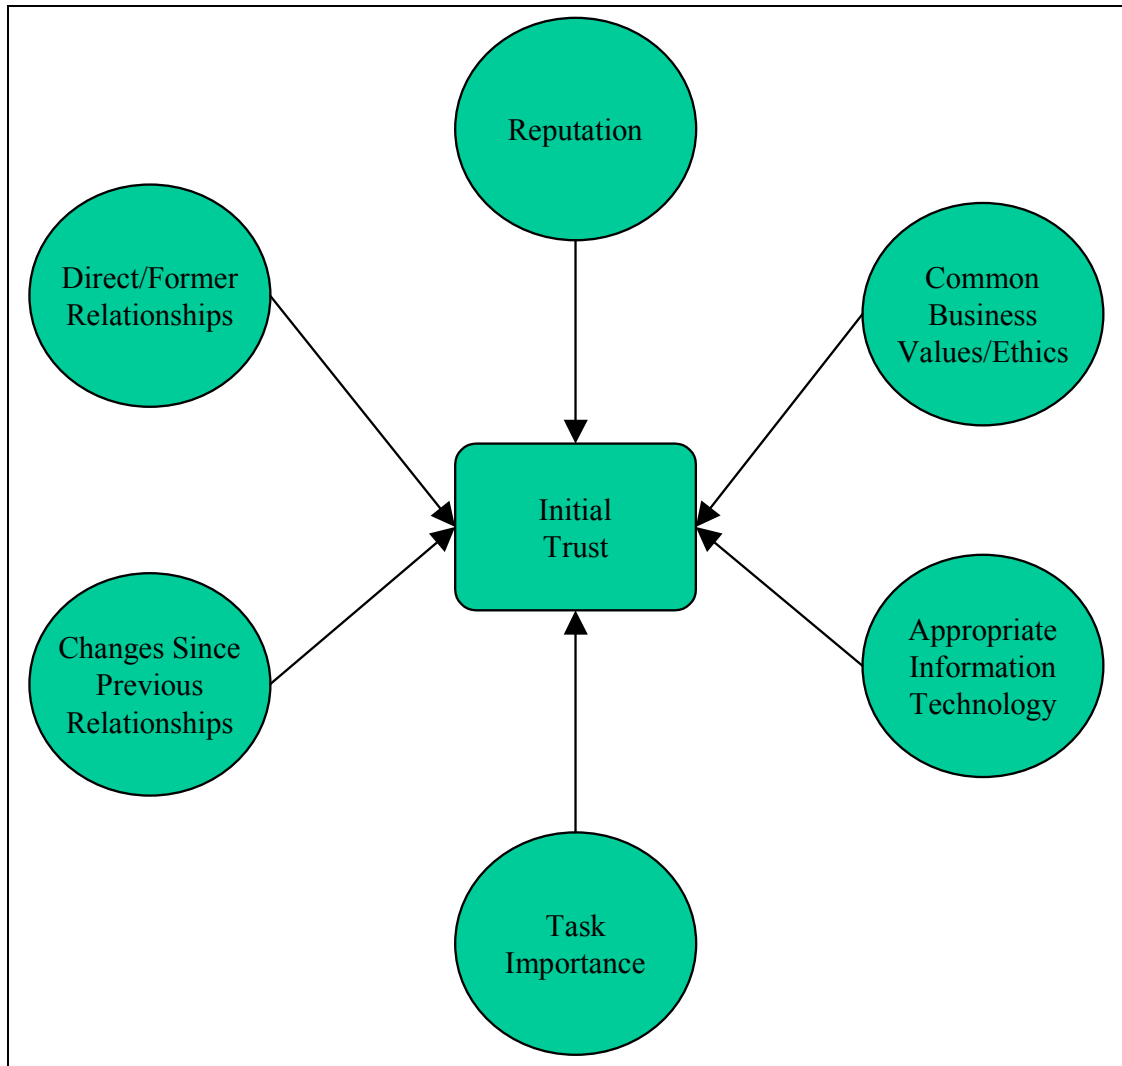 Reputation
Direct/Former
Relationships
Common
Business
Values/Ethics
Initial
Trust
Changes Since
Previous
Relationships
Appropriate
Information
Technology
Task
Importance